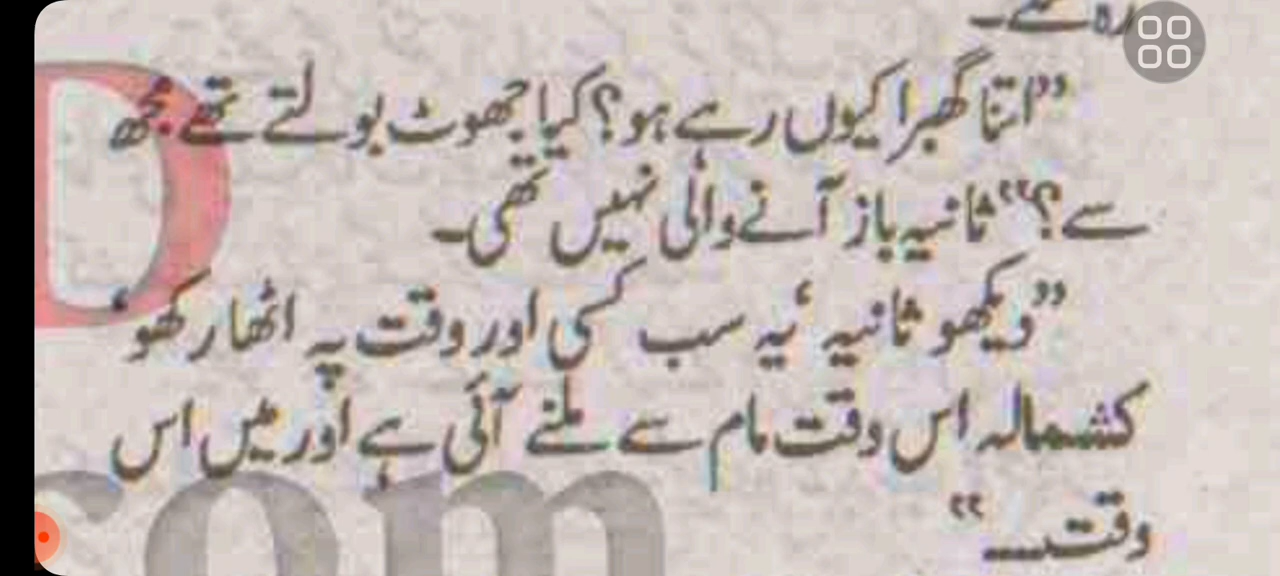 رہ گئے۔
”اتنا گھبرا کیوں رہے ہو؟ کیا جھوٹ بولتے تھے مجھ
سے؟“ ثانیہ باز آنے والی نہیں تھی۔
”دیکھو ثانیہ‘ یہ سب کسی اور وقت پہ اٹھا رکھو‘
کشمالہ اس وقت مام سے ملنے آئی ہے اور میں اس
وقت۔۔۔“
D
com